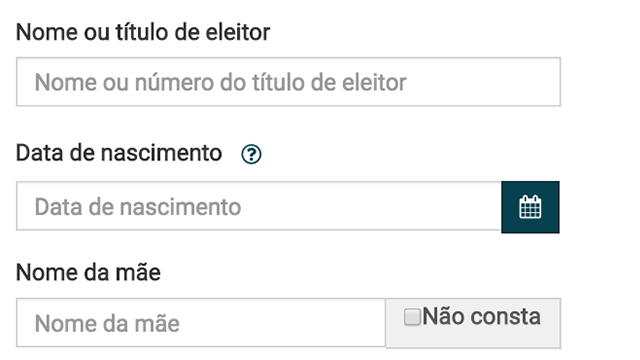 Nome ou título de eleitor
Nome ou número do título de eleitor
Data de nascimento ?
Data de nascimento
Nome da mãe
Nome da mãe Não consta